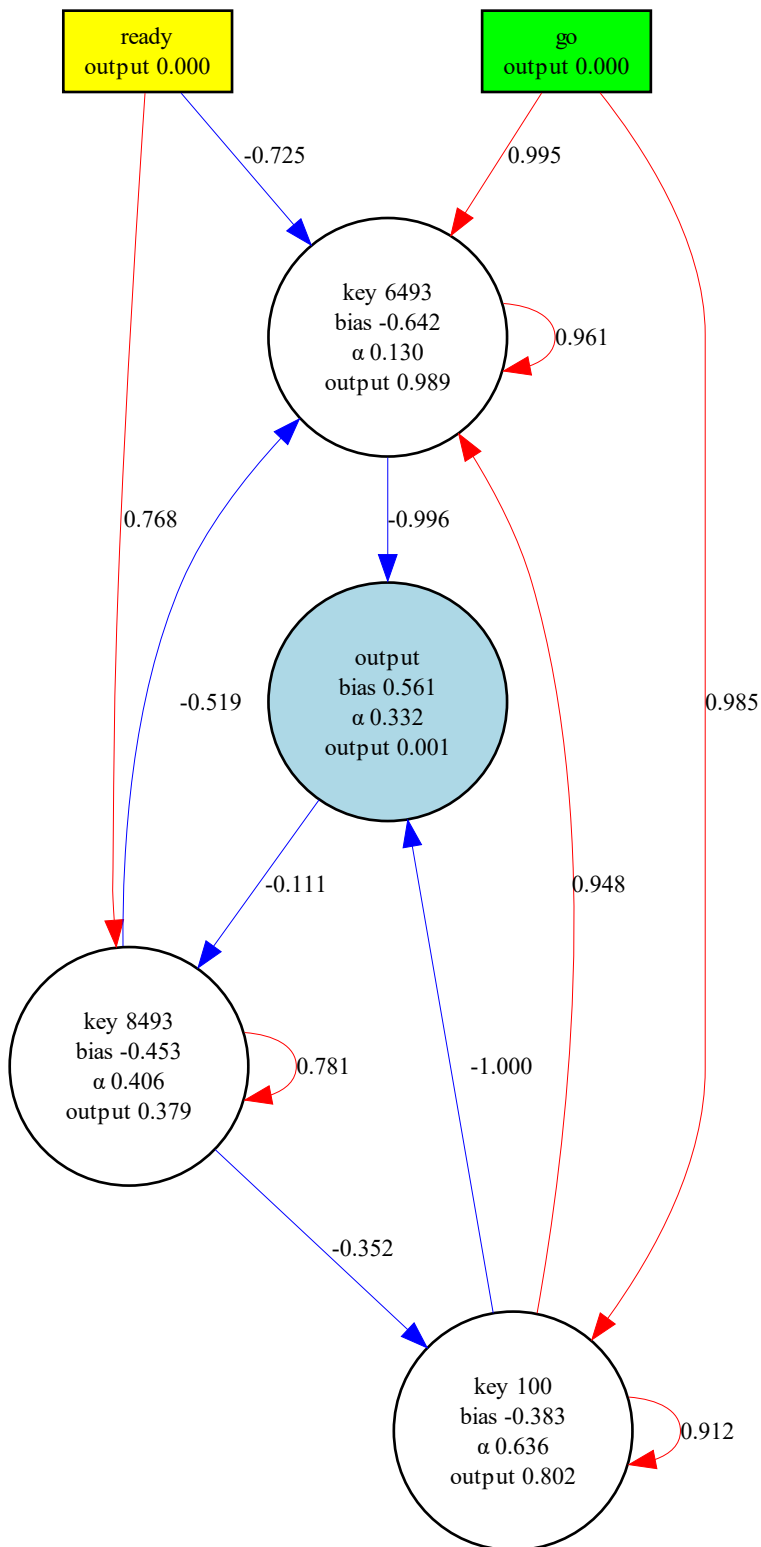 ready
output 0.000
go
output 0.000
-0.725
0.995
key 6493
bias -0.642
α 0.130
output 0.989
0.961
0.768
-0.996
-0.519
output
bias 0.561
α 0.332
output 0.001
0.985
-0.111
0.948
key 8493
bias -0.453
α 0.406
output 0.379
0.781
-1.000
-0.352
key 100
bias -0.383
α 0.636
output 0.802
0.912